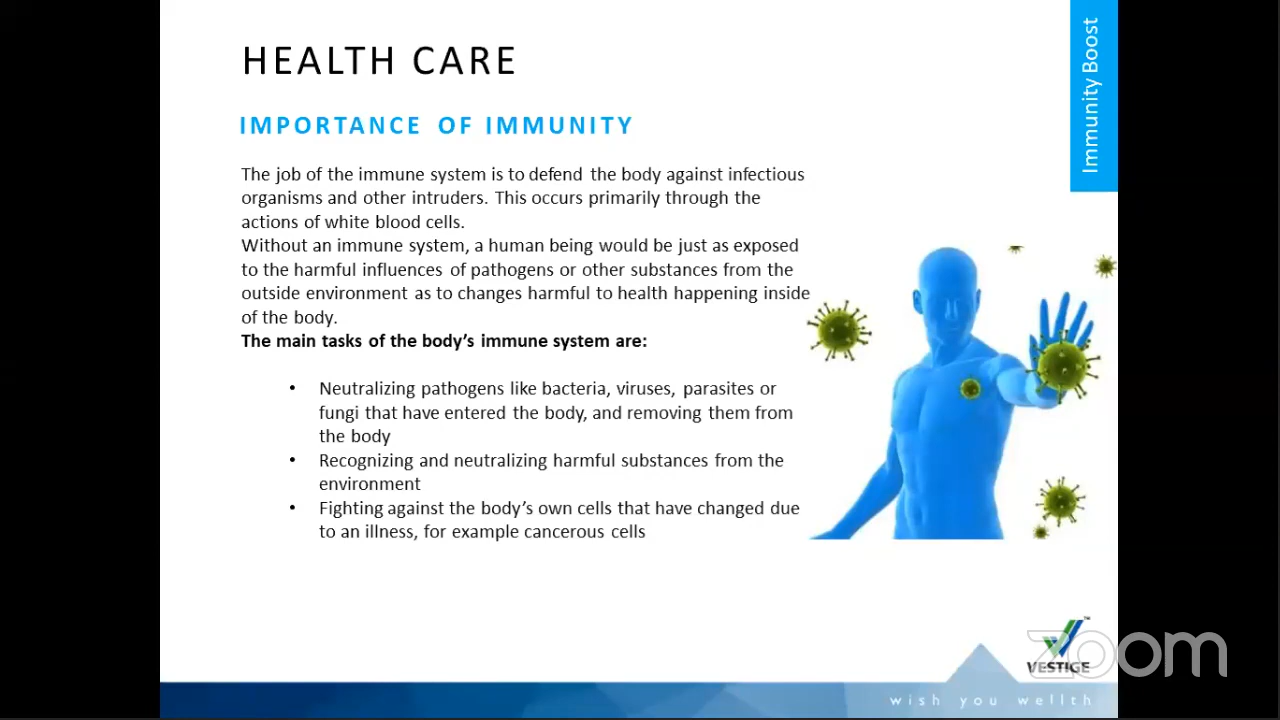 HEALTH CARE
Immunity Boost
IMPORTANCE OF IMMUNITY
The job of the immune system is to defend the body against infectious
organisms and other intruders. This occurs primarily through the
actions of white blood cells.
Without an immune system, a human being would be just as exposed
to the harmful influences of pathogens or other substances from the
outside environment as to changes harmful to health happening inside
of the body.
The main tasks of the body's immune system are:
• Neutralizing pathogens like bacteria, viruses, parasites or
fungi that have entered the body, and removing them from
the body
• Recognizing and neutralizing harmful substances from the
environment
• Fighting against the body's own cells that have changed due
to an illness, for example cancerous cells
zoom
VESTIGE
wish you wellth